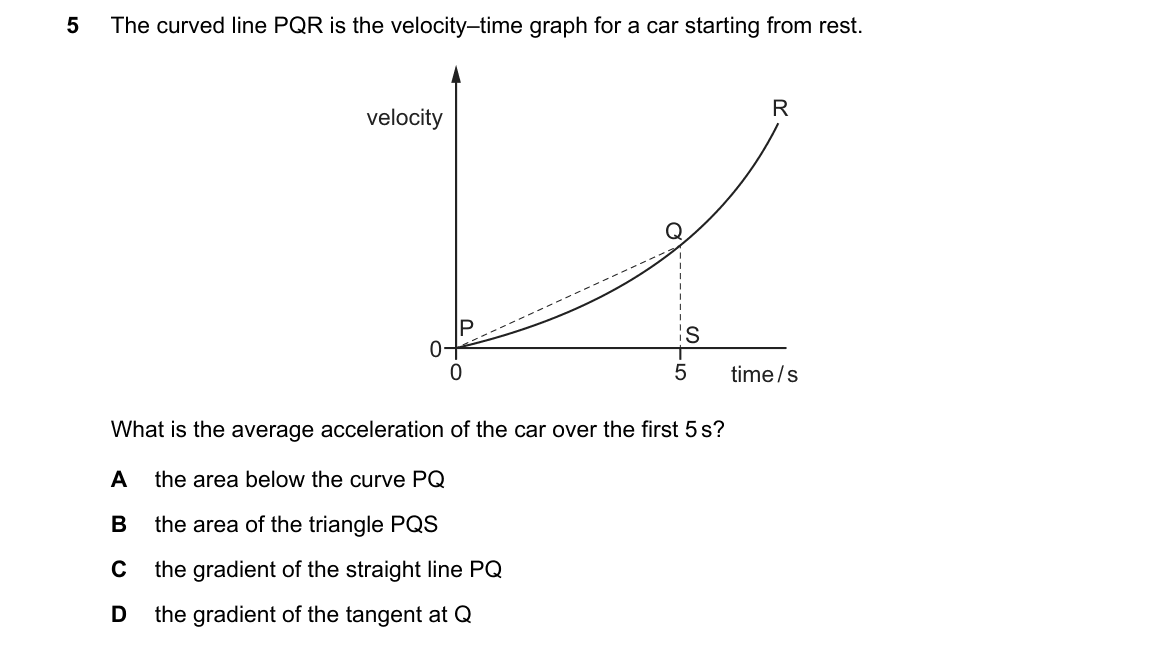 5 The curved line PQR is the velocity–time graph for a car starting from rest.
velocity
R
Q
P
S
0
0
5
time / s
What is the average acceleration of the car over the first 5 s?
A the area below the curve PQ
B the area of the triangle PQS
C the gradient of the straight line PQ
D the gradient of the tangent at Q